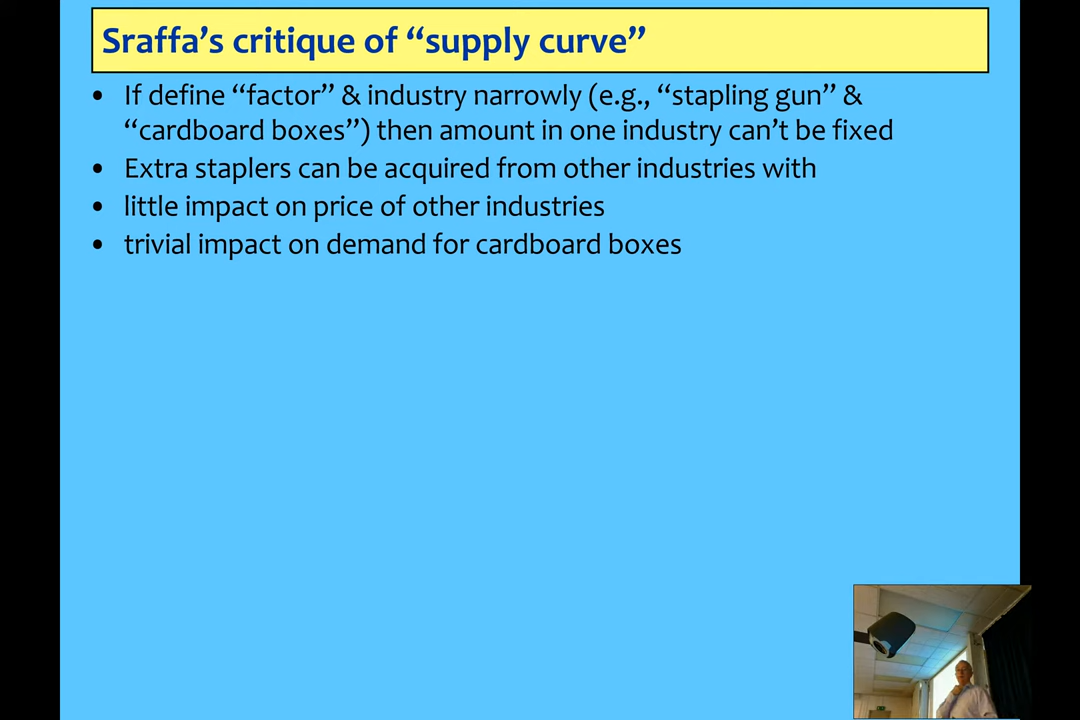 Sraffa’s critique of “supply curve”
• If define “factor” & industry narrowly (e.g., “stapling gun” &
“cardboard boxes”) then amount in one industry can’t be fixed
• Extra staplers can be acquired from other industries with
• little impact on price of other industries
• trivial impact on demand for cardboard boxes